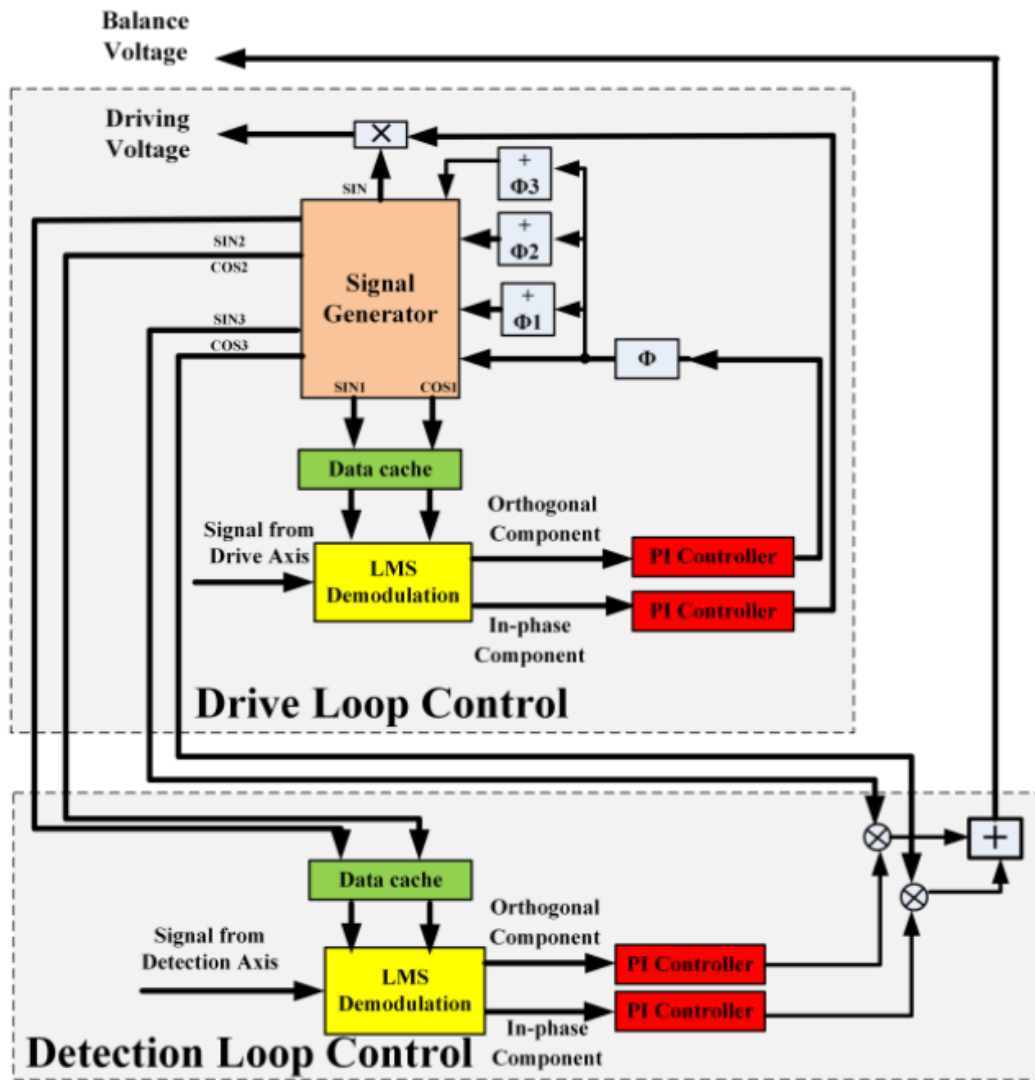 Balance
Voltage
Driving
Voltage
×
SIN
+
Φ3
+
Φ2
+
Φ1
Φ
SIN2
COS2
SIN3
COS3
Signal
Generator
SIN1
COS1
Data cache
Signal from
Drive Axis
LMS
Demodulation
Orthogonal
Component
PI Controller
PI Controller
In-phase
Component
Drive Loop Control
+
Data cache
Signal from
Detection Axis
LMS
Demodulation
Orthogonal
Component
PI Controller
PI Controller
In-phase
Component
Detection Loop Control